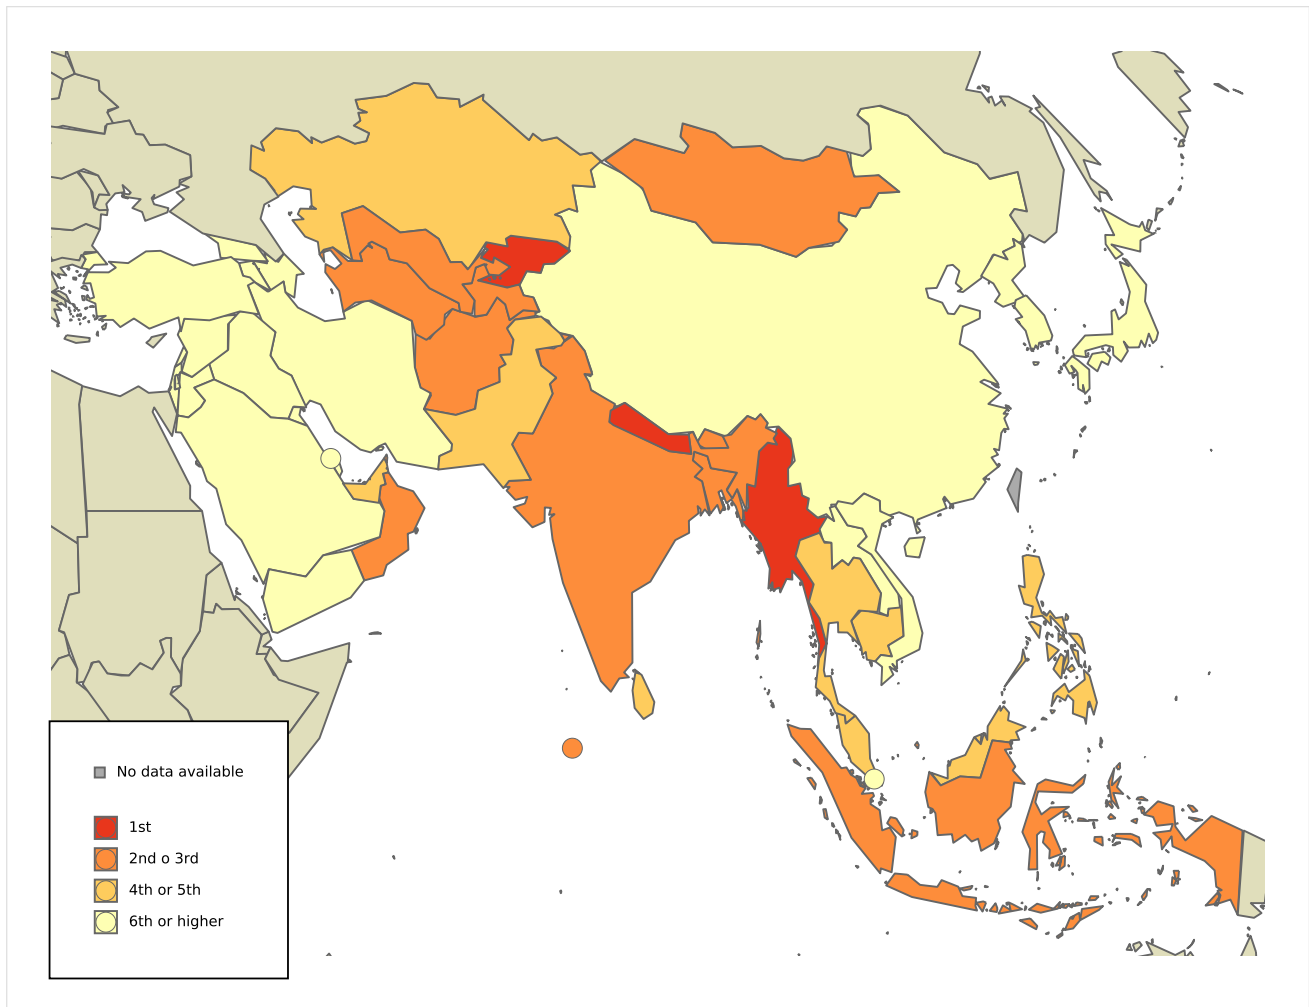 No data available
1st
2nd o 3rd
4th or 5th
6th or higher